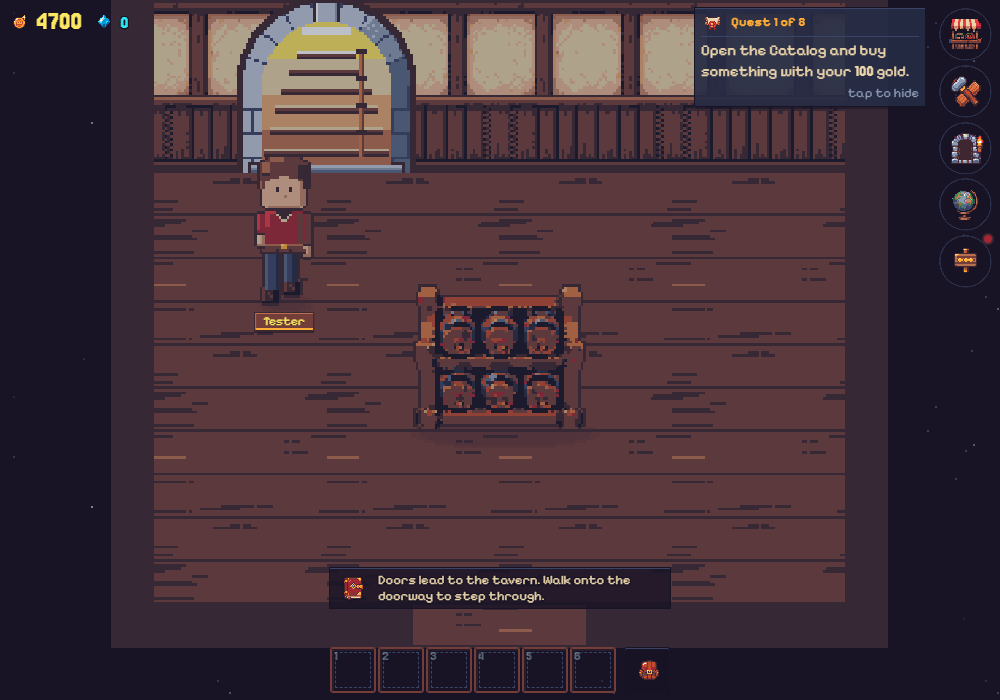 4700 0
Quest 1 of 8
Open the Catalog and buy
something with your 100 gold.
tap to hide
Tester
Doors lead to the tavern. Walk onto the
doorway to step through.
1 2 3 4 5 6